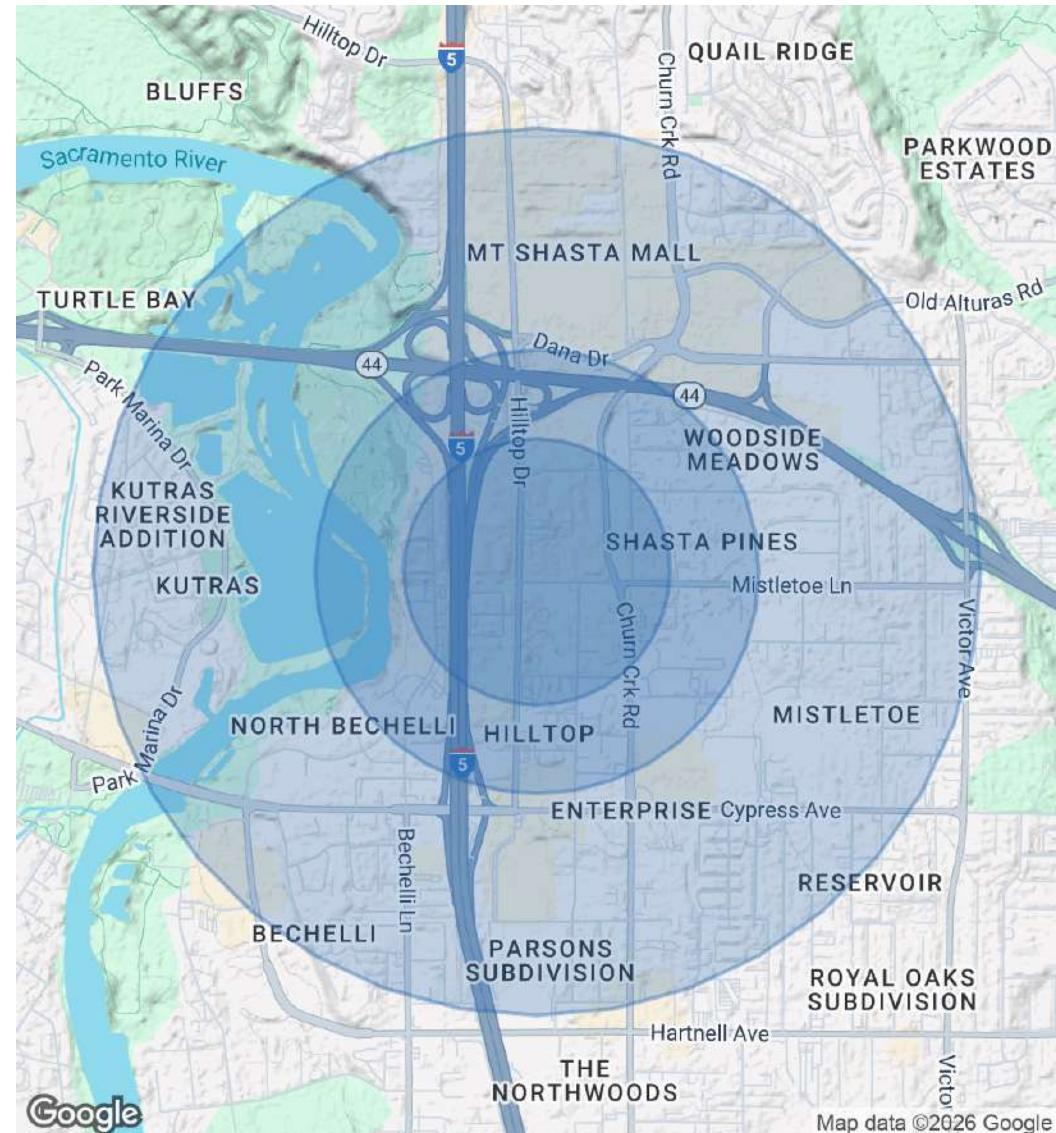 Hilltop Dr
5
QUAIL RIDGE
BLUFFS
Churn Crk Rd
Sacramento River
PARKWOOD
ESTATES
MT SHASTA MALL
TURTLE BAY
Old Alturas Rd
Dana Dr
44
44
Park Marina Dr
Hilltop Dr
5
WOODSIDE
MEADOWS
KUTRAS
RIVERSIDE
ADDITION
SHASTA PINES
KUTRAS
Mistletoe Ln
Churn Crk Rd
Victor Ave
Park Marina Dr
NORTH BECHELLI
HILLTOP
MISTLETOE
5
ENTERPRISE
Cypress Ave
Bechelli Ln
RESERVOIR
BECHELLI
PARSONS
SUBDIVISION
ROYAL OAKS
SUBDIVISION
Hartnell Ave
THE
NORTHWOODS
Victor
Google
Map data ©2026 Google